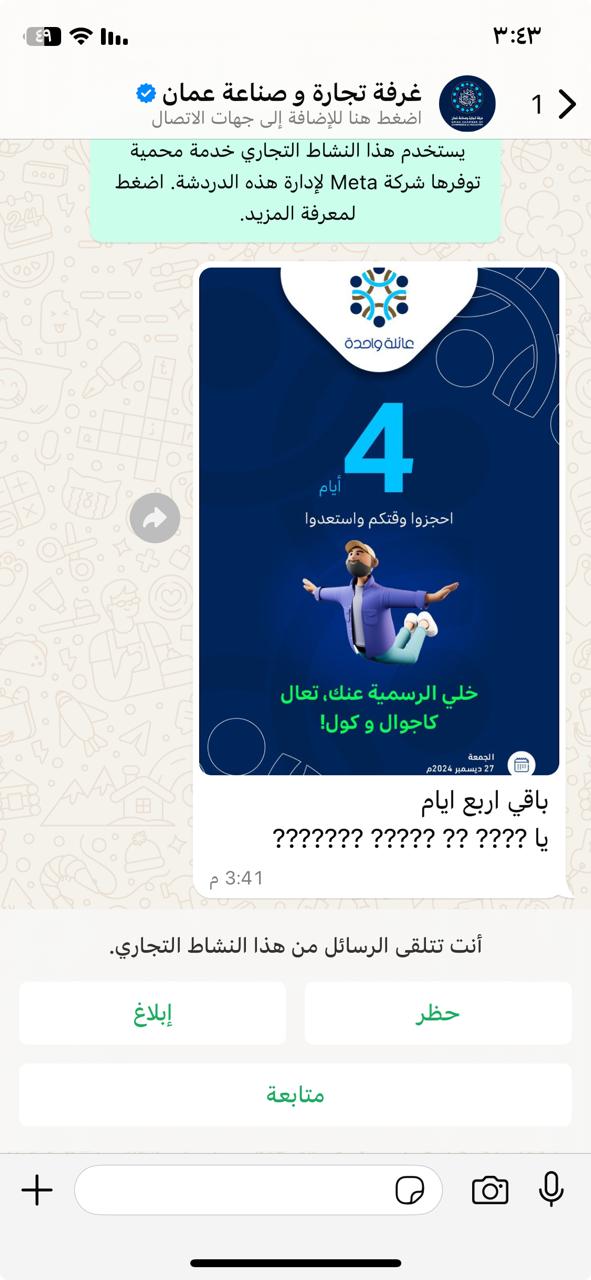 ٣:٤٣
٤٩
1
غرفة تجارة و صناعة عمان
اضغط هنا للإضافة إلى جهات الاتصال
يستخدم هذا النشاط التجاري خدمة محمية
توفرها شركة Meta لإدارة هذه الدردشة. اضغط
لمعرفة المزيد.
عائلة واحدة
4
أيام
احجزوا وقتكم واستعدوا
خلي الرسمية عنك، تعال
كاجوال و كول!
الجمعة
27 ديسمبر 2024م
باقي اربع ايام
يا ???? ?? ????? ???????
3:41 م
أنت تتلقى الرسائل من هذا النشاط التجاري.
حظر
إبلاغ
متابعة